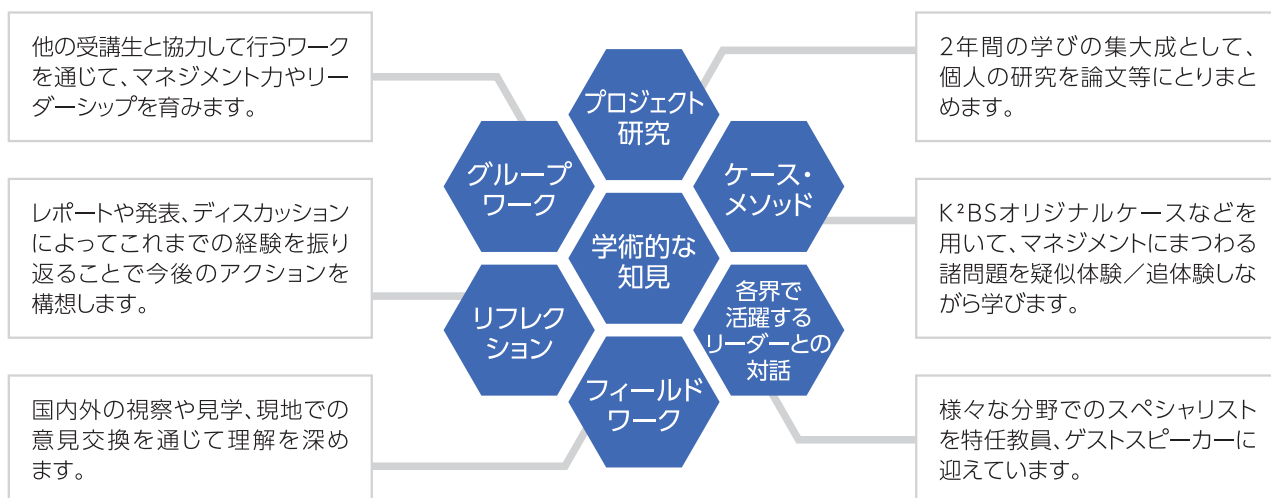 他の受講生と協力して行うワーク
を通じて、マネジメント力やリー
ダーシップを育みます。
レポートや発表、ディスカッション
によってこれまでの経験を振り
返ることで今後のアクションを
構想します。
国内外の視察や見学、現地での
意見交換を通じて理解を深め
ます。
プロジェクト
研究
グループ
ワーク
ケース・
メソッド
学術的な
知見
リフレク
ション
各界で
活躍する
リーダーとの
対話
フィールド
ワーク
2年間の学びの集大成として、
個人の研究を論文等にとりまと
めます。
K²BSオリジナルケースなどを
用いて、マネジメントにまつわる
諸問題を疑似体験／追体験しな
がら学びます。
様々な分野でのスペシャリスト
を特任教員、ゲストスピーカーに
迎えています。